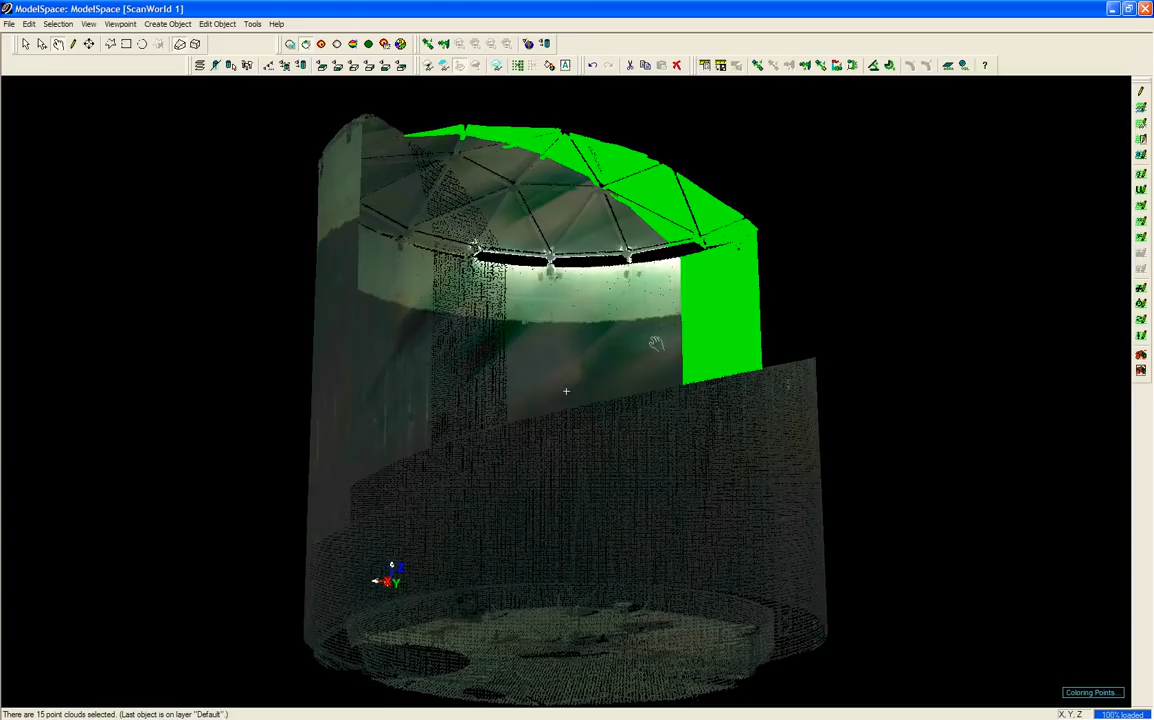 ModelSpace: ModelSpace [ScanWorld 1]
File Edit Selection View Viewpoint Create Object Edit Object Tools Help
A
?
Z
X
Y
Coloring Points...
There are 15 point clouds selected. (Last object is on layer "Default".)
X, Y, Z
100% loaded